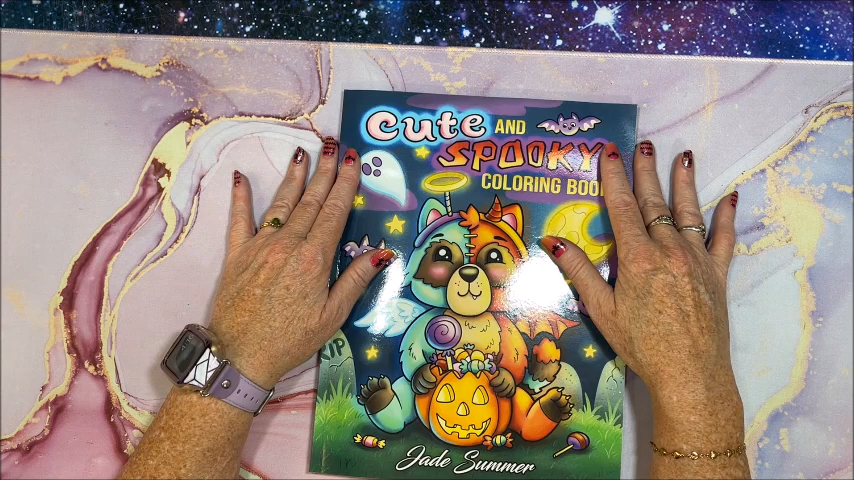 Cute AND
SPOOKY
COLORING BOOK
RIP
Jade Summer